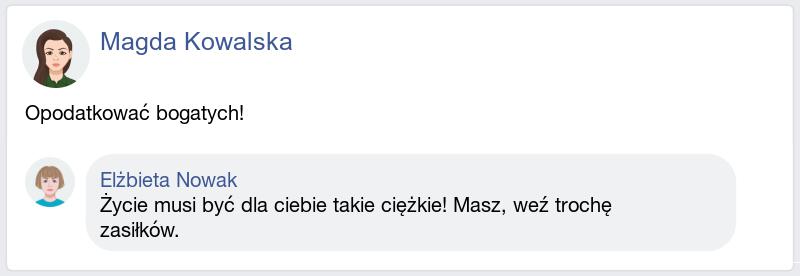 Magda Kowalska
Opodatkować bogatych!
Elżbieta Nowak
Życie musi być dla ciebie takie ciężkie! Masz, weź trochę
zasiłków.